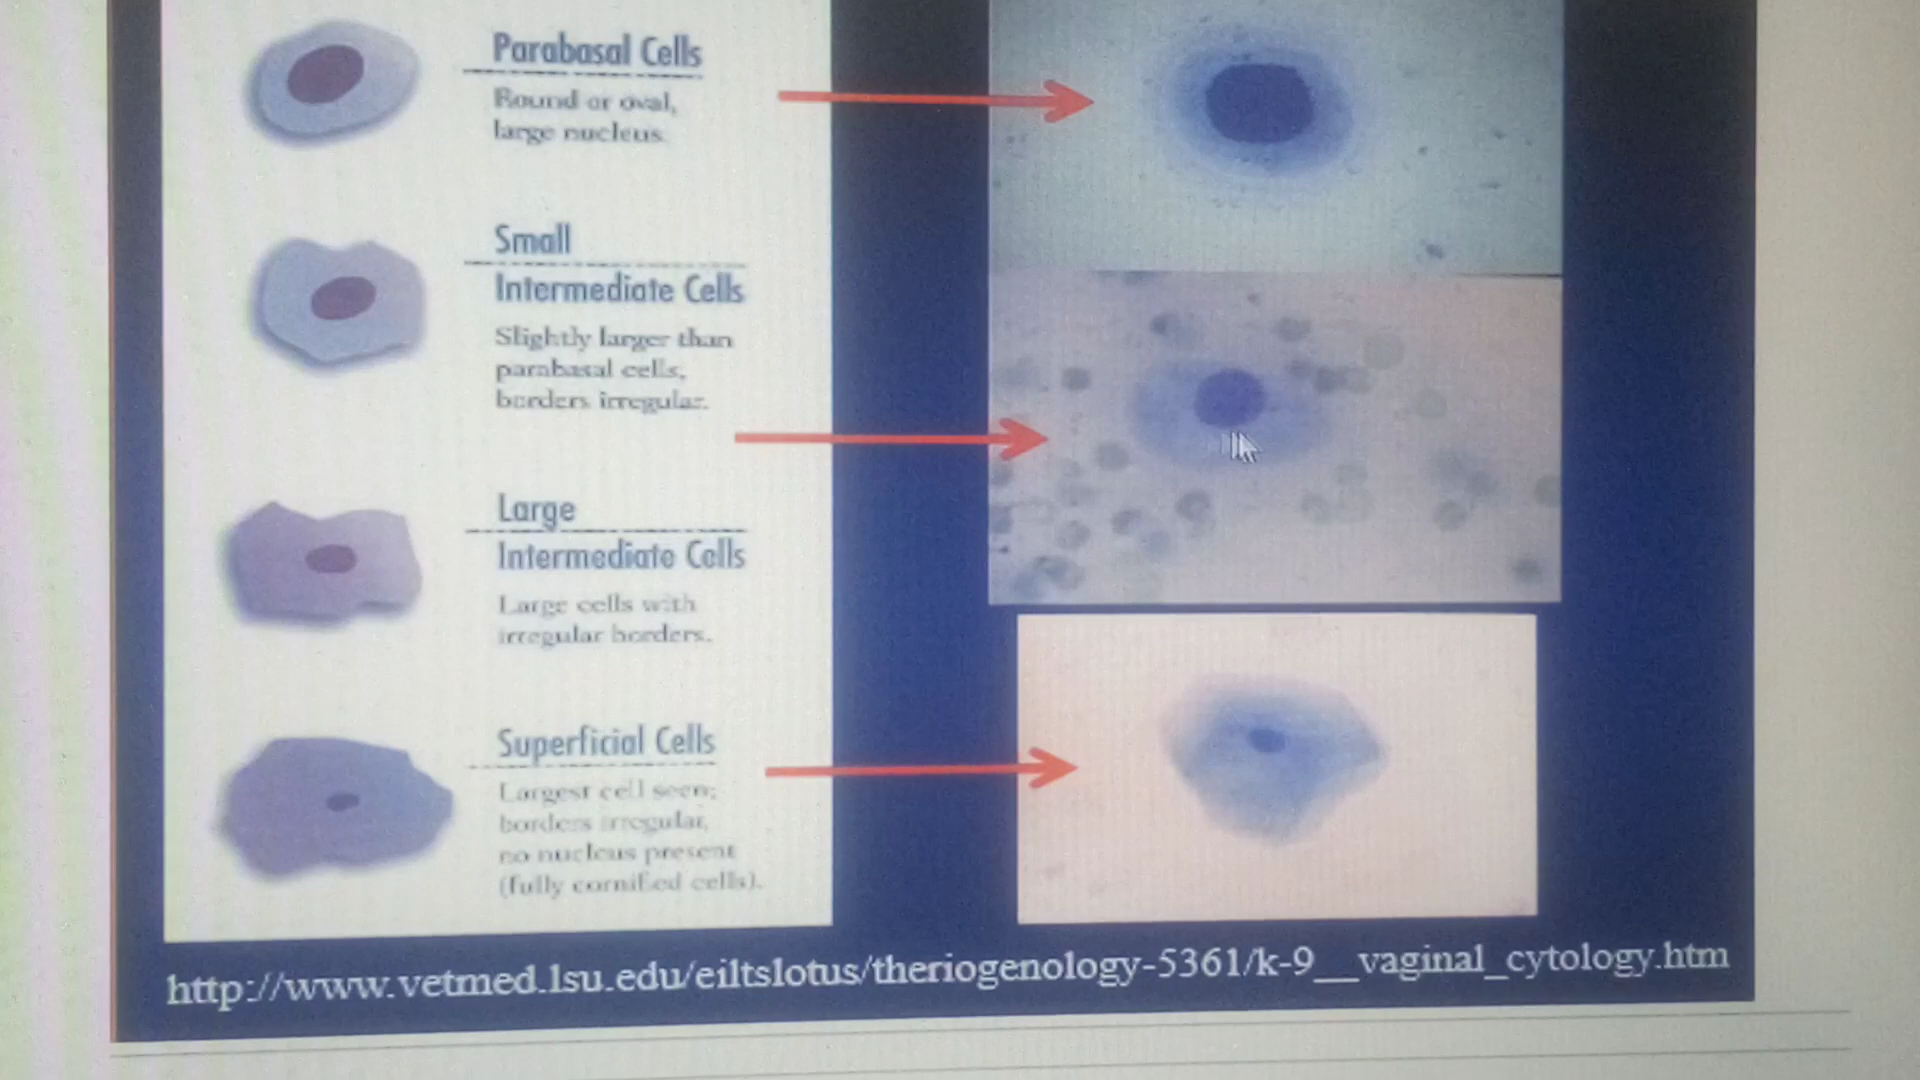 Parabasal Cells
Round or oval,
large nucleus
Small
Intermediate Cells
Slightly larger than
parabasal cells,
borders irregular.
Large
Intermediate Cells
Large cells with
irregular borders.
Superficial Cells
Largest cell seen;
borders irregular,
no nucleus present
(fully cornified cells).
http://www.vetmed.lsu.edu/eiltslotus/theriogenology-5361/k-9__vaginal_cytology.htm